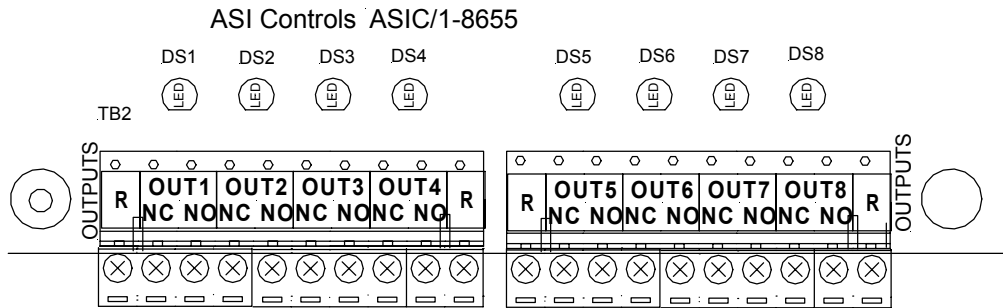 ASI Controls ASIC/1-8655
DS1 DS2 DS3 DS4 DS5 DS6 DS7 DS8
LED LED LED LED LED LED LED LED
TB2
OUTPUTS
R OUT1 OUT2 OUT3 OUT4 R
NC NO NC NO NC NO NC NO
R OUT5 OUT6 OUT7 OUT8 R
NC NO NC NO NC NO NC NO
OUTPUTS